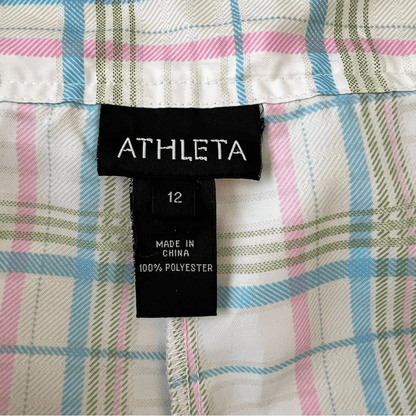 ATHLETA
12
MADE IN
CHINA
100% POLYESTER